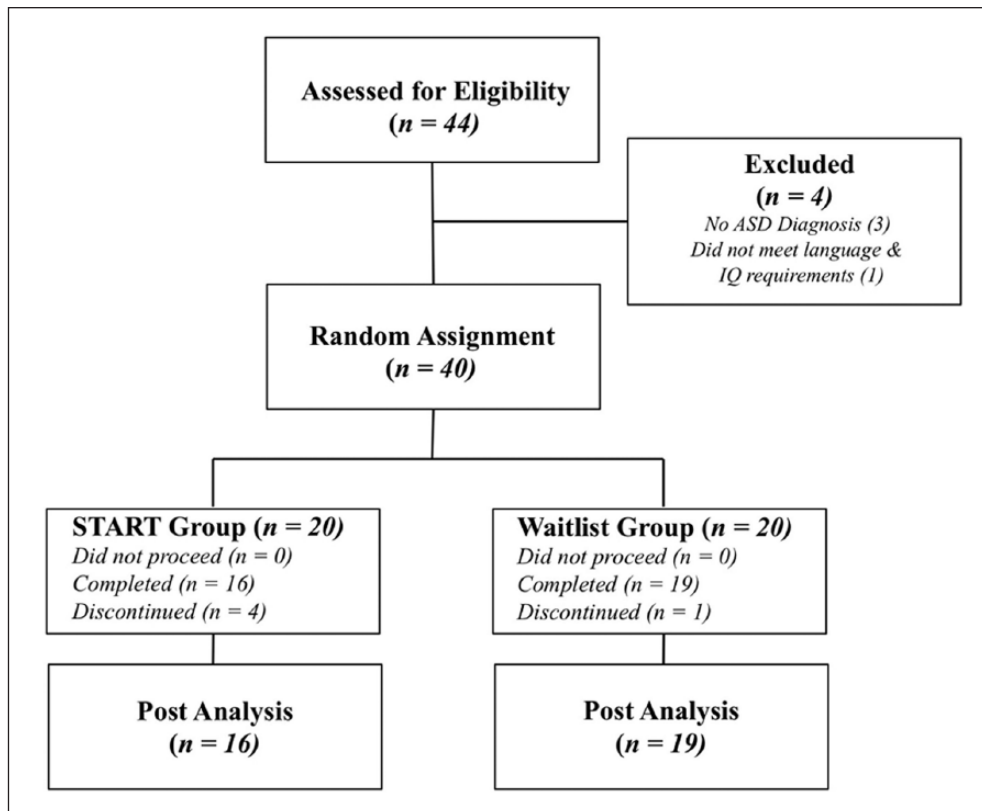 Assessed for Eligibility
(n = 44)
Excluded
(n = 4)
No ASD Diagnosis (3)
Did not meet language &
IQ requirements (1)
Random Assignment
(n = 40)
START Group (n = 20)
Did not proceed (n = 0)
Completed (n = 16)
Discontinued (n = 4)
Waitlist Group (n = 20)
Did not proceed (n = 0)
Completed (n = 19)
Discontinued (n = 1)
Post Analysis
(n = 16)
Post Analysis
(n = 19)